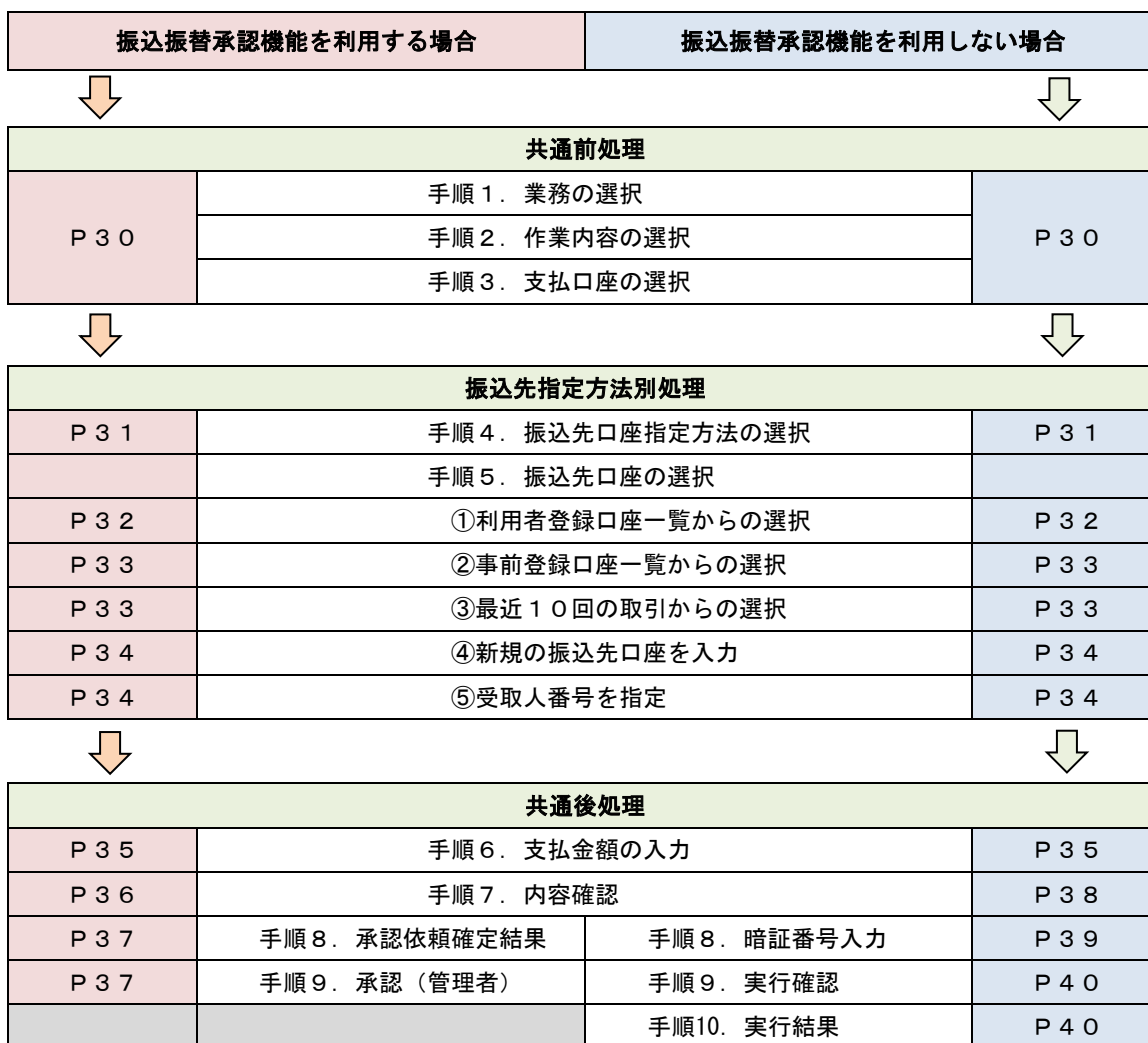 振込振替承認機能を利用する場合 振込振替承認機能を利用しない場合
共通前処理
手順１．業務の選択
Ｐ３０ 手順２．作業内容の選択 Ｐ３０
手順３．支払口座の選択
振込先指定方法別処理
Ｐ３１ 手順４．振込先口座指定方法の選択 Ｐ３１
手順５．振込先口座の選択
Ｐ３２ ①利用者登録口座一覧からの選択 Ｐ３２
Ｐ３３ ②事前登録口座一覧からの選択 Ｐ３３
Ｐ３３ ③最近１０回の取引からの選択 Ｐ３３
Ｐ３４ ④新規の振込先口座を入力 Ｐ３４
Ｐ３４ ⑤受取人番号を指定 Ｐ３４
共通後処理
Ｐ３５ 手順６．支払金額の入力 Ｐ３５
Ｐ３６ 手順７．内容確認 Ｐ３８
Ｐ３７ 手順８．承認依頼確定結果 手順８．暗証番号入力 Ｐ３９
Ｐ３７ 手順９．承認（管理者） 手順９．実行確認 Ｐ４０
手順10．実行結果 Ｐ４０